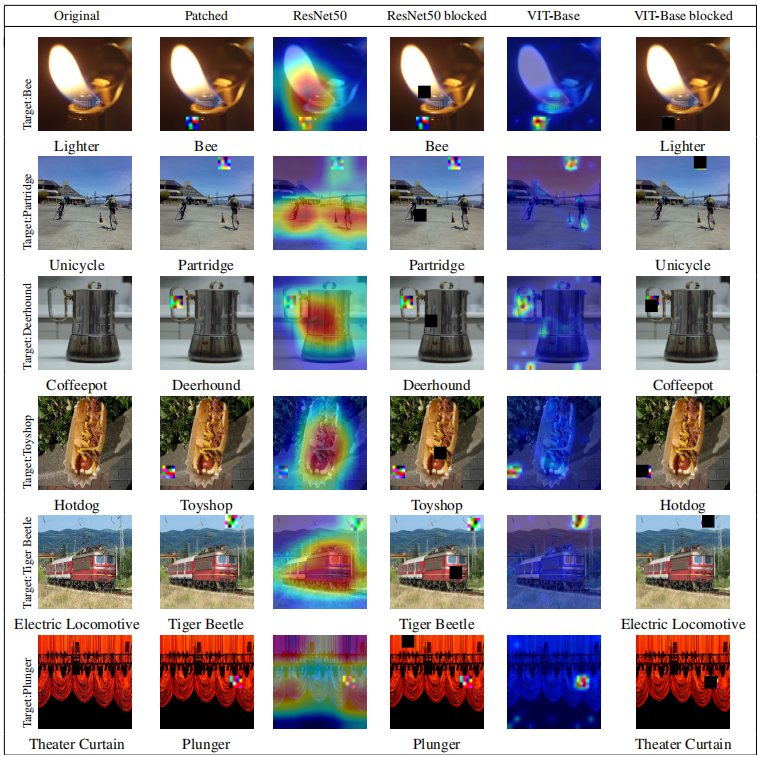 Original Patched ResNet50 ResNet50 blocked VIT-Base VIT-Base blocked
Target:Bee
Lighter Bee Bee Lighter
Target:Partridge
Unicycle Partridge Partridge Unicycle
Target:Deerhound
Coffeepot Deerhound Deerhound Coffeepot
Target:Toyshop
Hotdog Toyshop Toyshop Hotdog
Target:Tiger Beetle
Electric Locomotive Tiger Beetle Tiger Beetle Electric Locomotive
Target:Plunger
Theater Curtain Plunger Plunger Theater Curtain